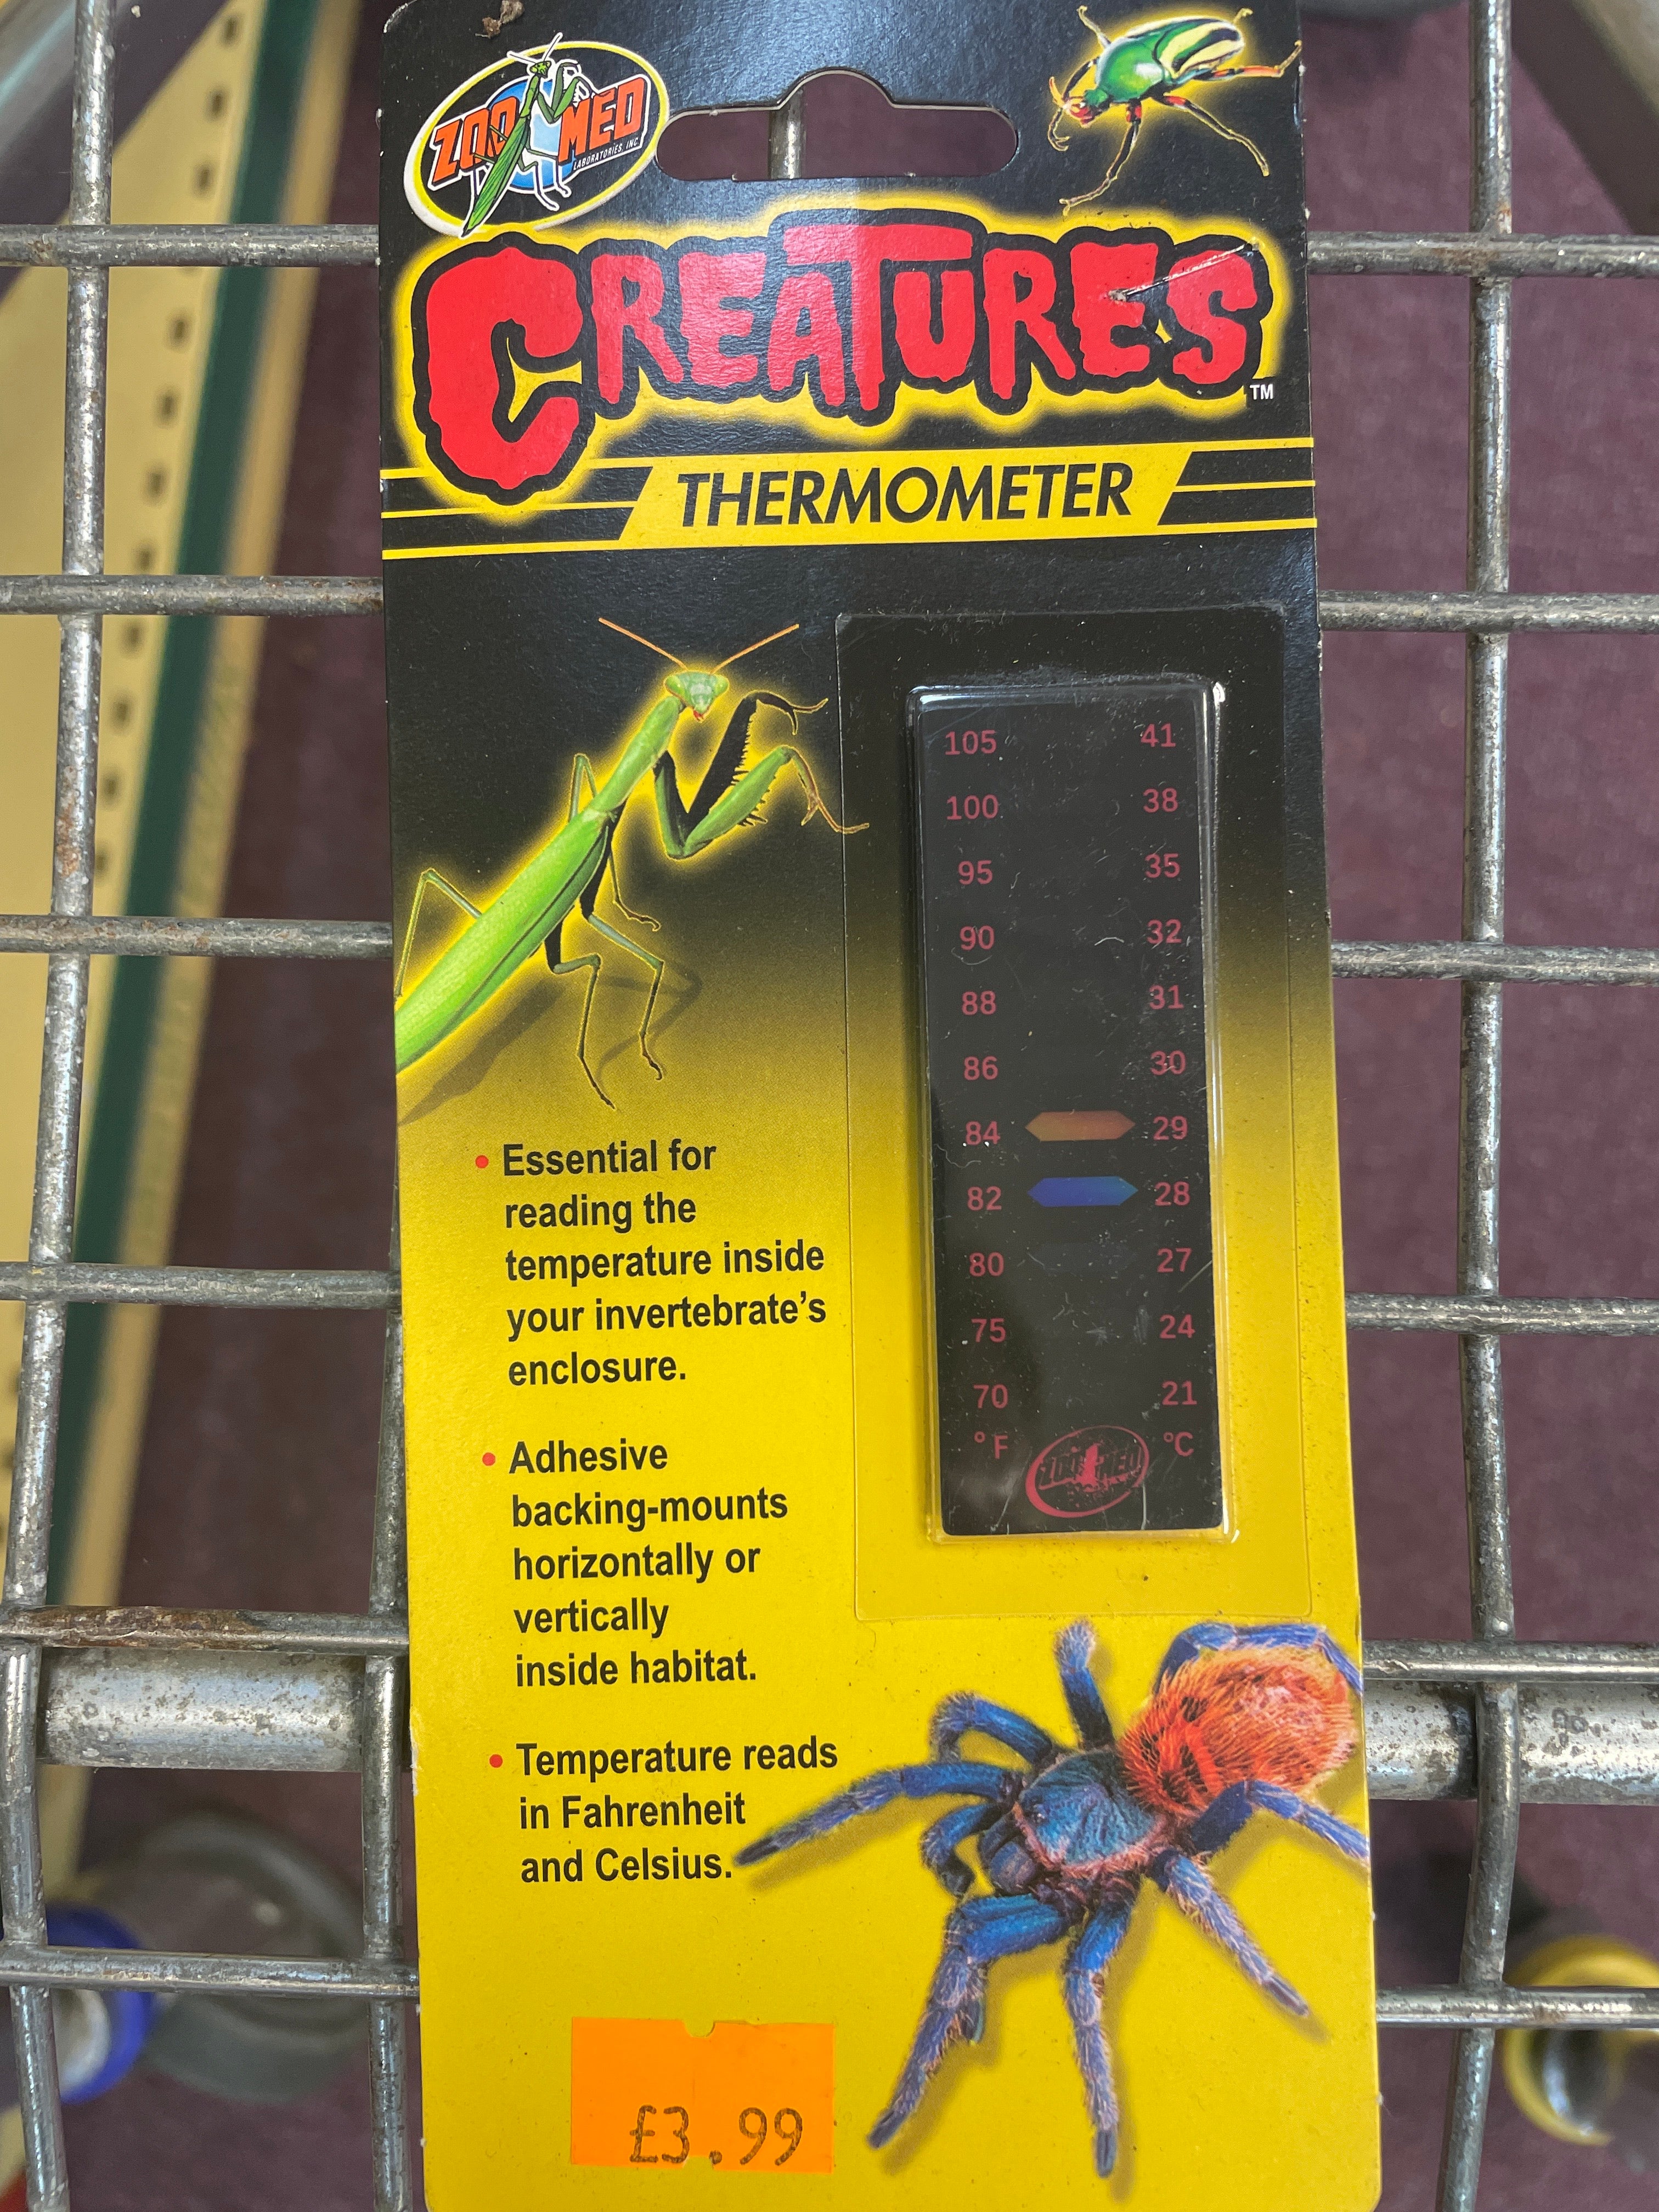 ZOO MED
LABORATORIES, INC.
CREATURES™
THERMOMETER
105 41
100 38
95 35
90 32
88 31
86 30
84 29
82 28
80 27
75 24
70 21
°F °C
ZOO MED
• Essential for
reading the
temperature inside
your invertebrate's
enclosure.
• Adhesive
backing-mounts
horizontally or
vertically
inside habitat.
• Temperature reads
in Fahrenheit
and Celsius.
£3.99